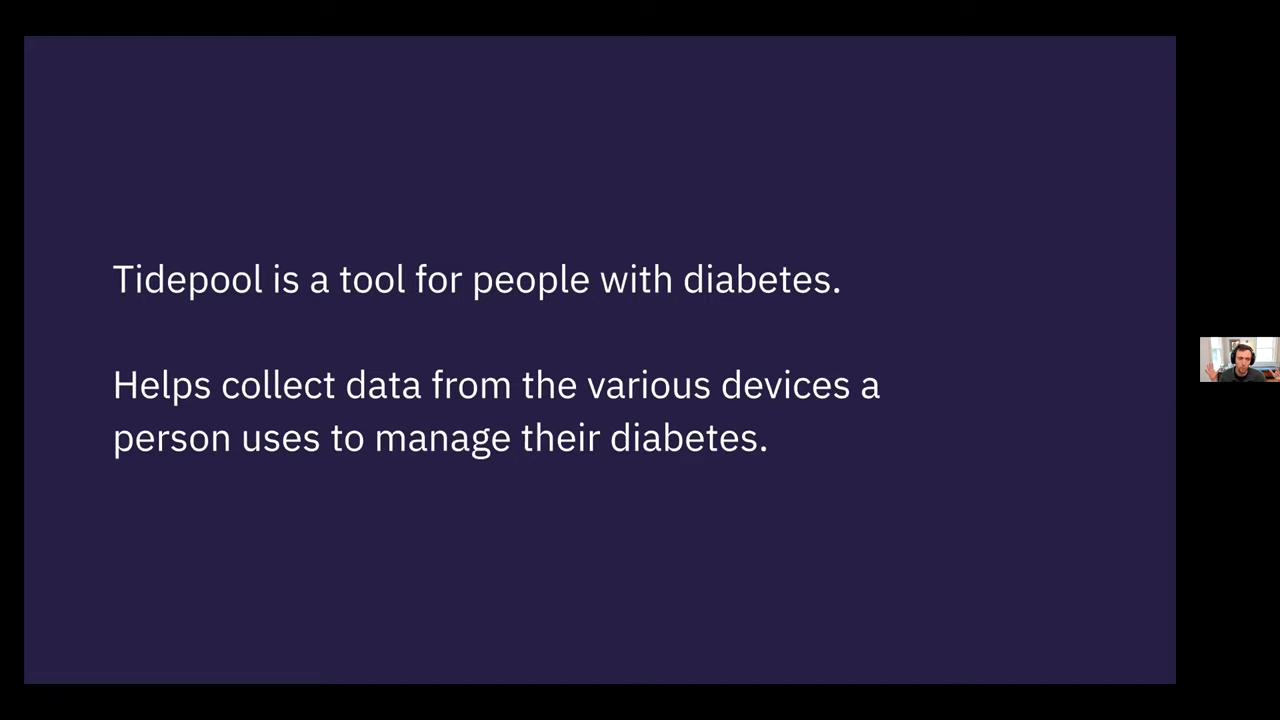 Tidepool is a tool for people with diabetes.
Helps collect data from the various devices a
person uses to manage their diabetes.